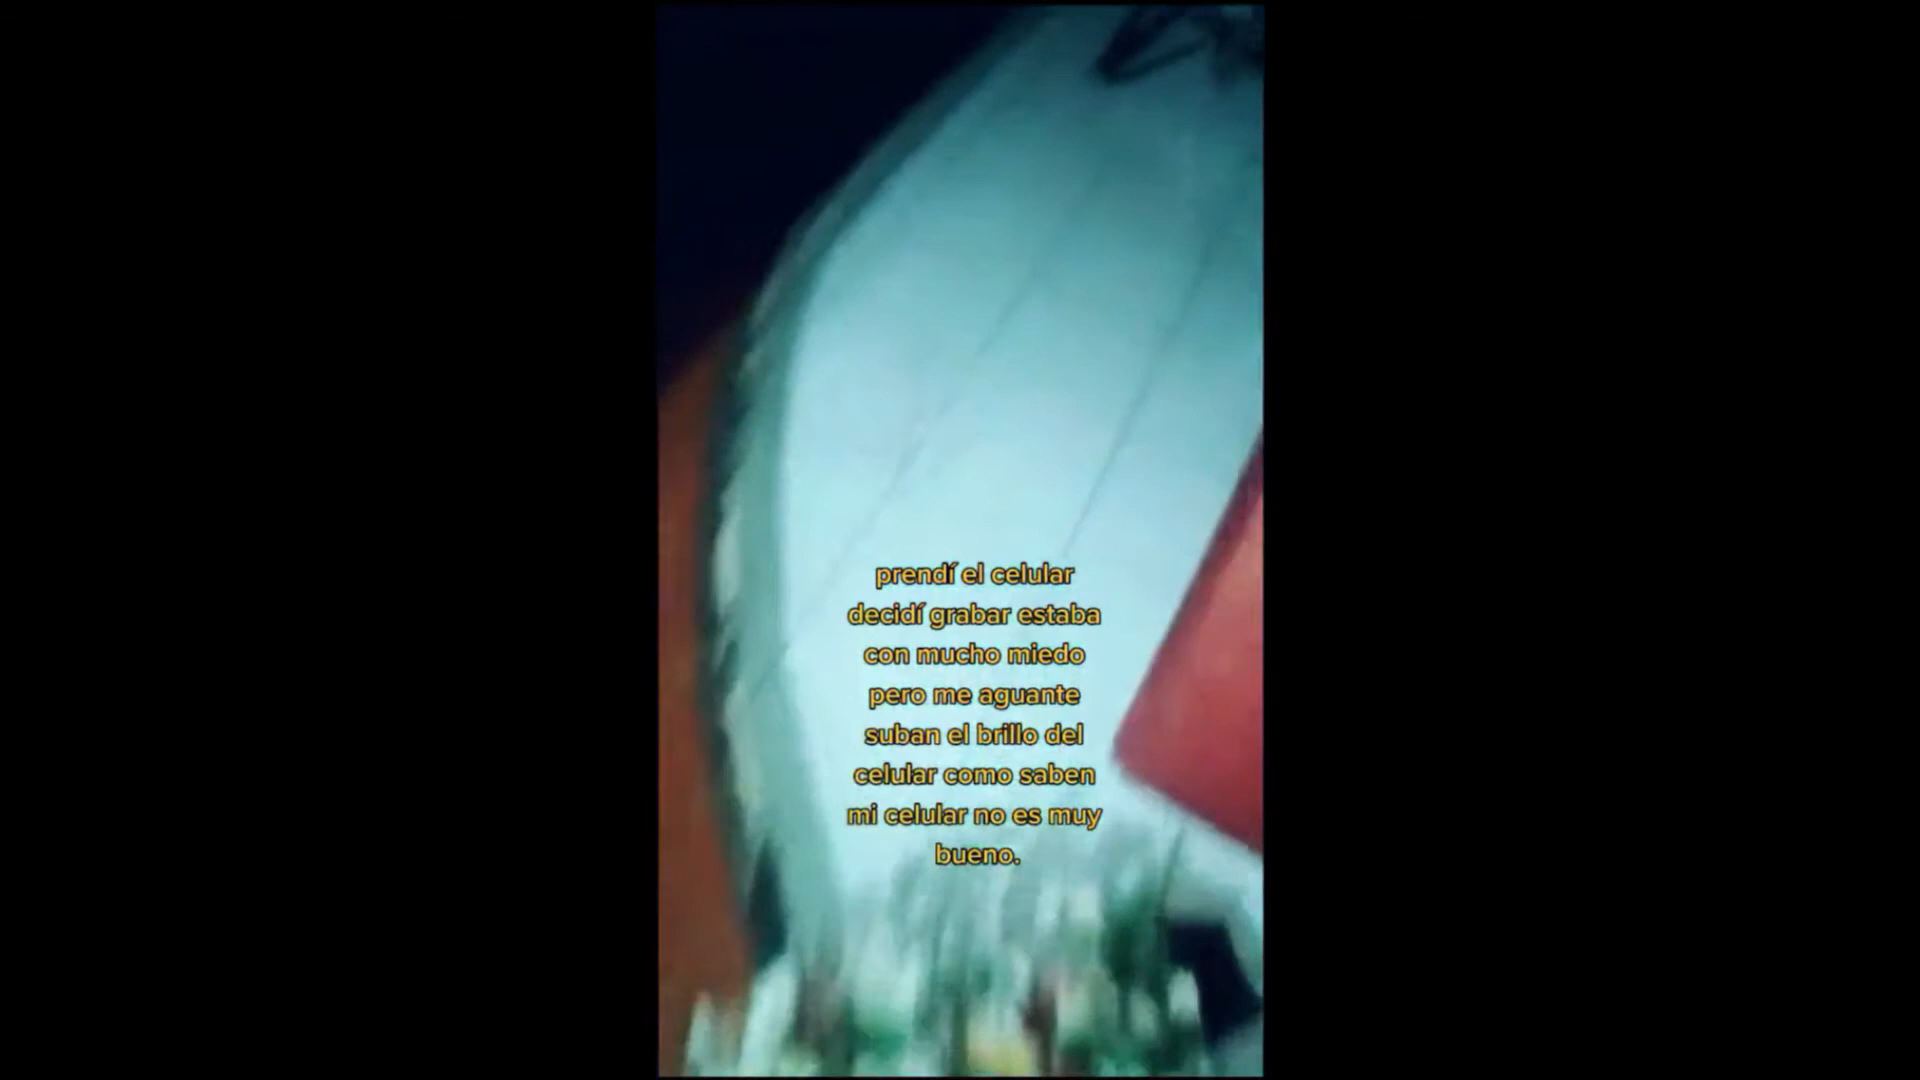 prendí el celular
decidí grabar estaba
con mucho miedo
pero me aguante
suban el brillo del
celular como saben
mi celular no es muy
bueno.